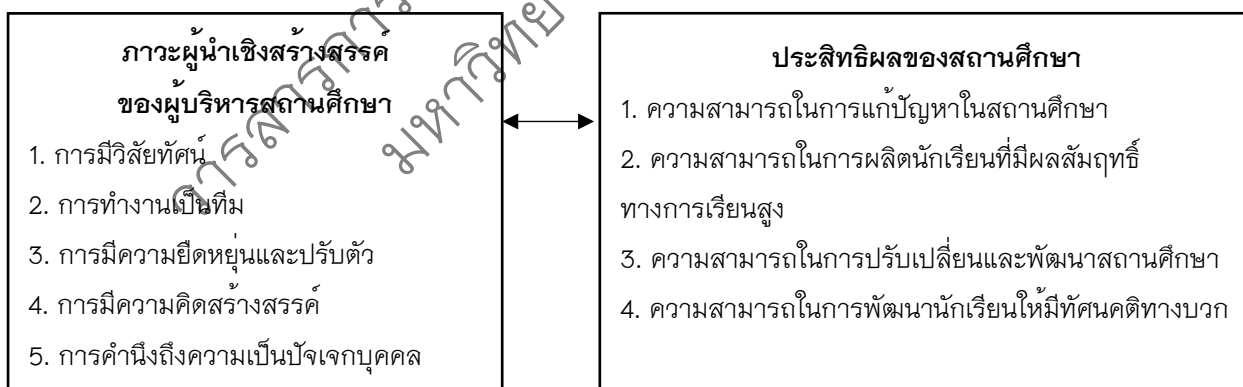 ภาวะผู้นำเชิงสร้างสรรค์
ของผู้บริหารสถานศึกษา
1. การมีวิสัยทัศน์
2. การทำงานเป็นทีม
3. การมีความยืดหยุ่นและปรับตัว
4. การมีความคิดสร้างสรรค์
5. การคำนึงถึงความเป็นปัจเจกบุคคล
ประสิทธิผลของสถานศึกษา
1. ความสามารถในการแก้ปัญหาในสถานศึกษา
2. ความสามารถในการผลิตนักเรียนที่มีผลสัมฤทธิ์
ทางการเรียนสูง
3. ความสามารถในการปรับเปลี่ยนและพัฒนาสถานศึกษา
4. ความสามารถในการพัฒนานักเรียนให้มีทัศนคติทางบวก
มหาวิทย